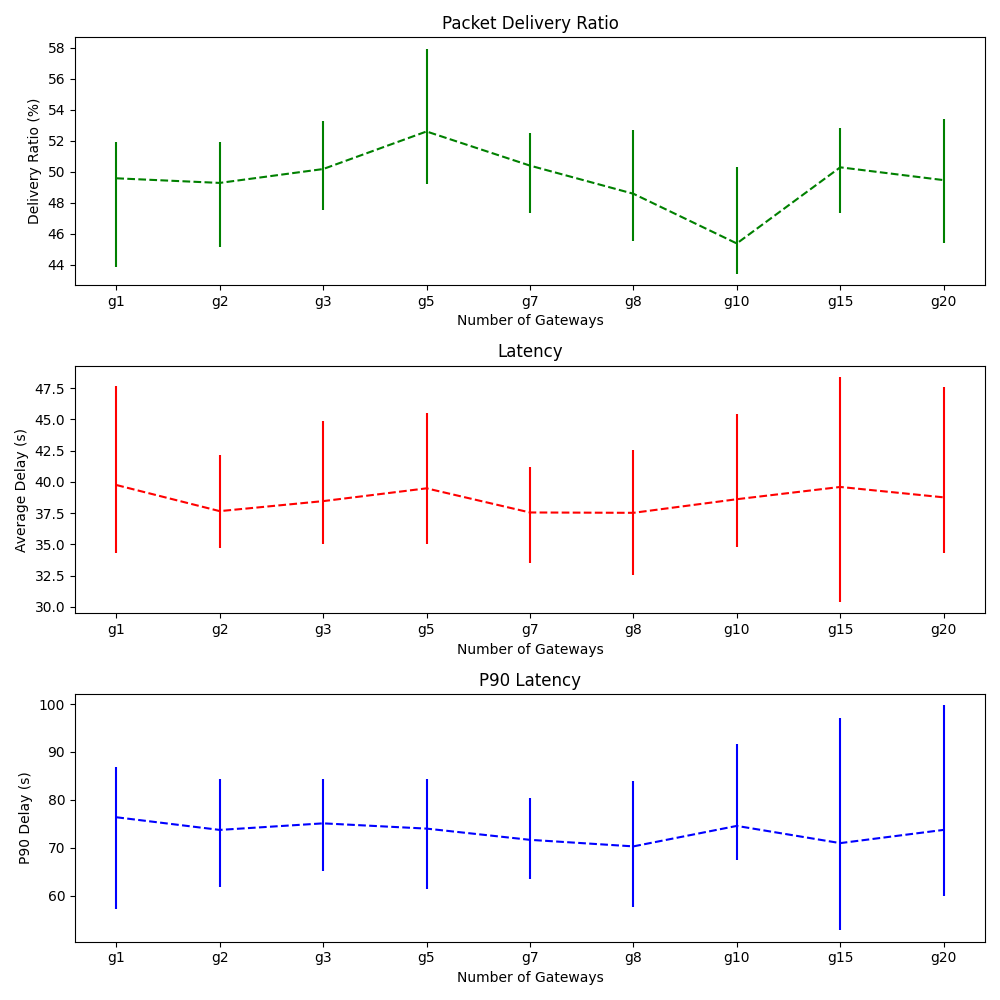 Packet Delivery Ratio
Delivery Ratio (%)
58
56
54
52
50
48
46
44
g1 g2 g3 g5 g7 g8 g10 g15 g20
Number of Gateways
Latency
Average Delay (s)
47.5
45.0
42.5
40.0
37.5
35.0
32.5
30.0
g1 g2 g3 g5 g7 g8 g10 g15 g20
Number of Gateways
P90 Latency
P90 Delay (s)
100
90
80
70
60
g1 g2 g3 g5 g7 g8 g10 g15 g20
Number of Gateways